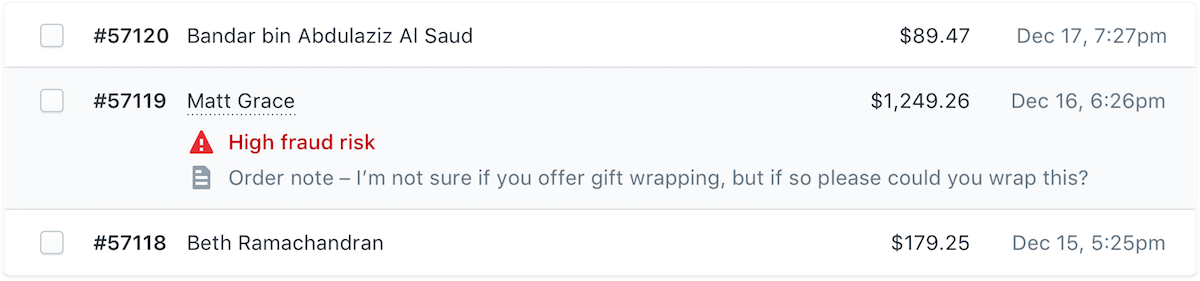 #57120 Bandar bin Abdulaziz Al Saud $89.47 Dec 17, 7:27pm
#57119 Matt Grace $1,249.26 Dec 16, 6:26pm
High fraud risk
Order note – I’m not sure if you offer gift wrapping, but if so please could you wrap this?
#57118 Beth Ramachandran $179.25 Dec 15, 5:25pm